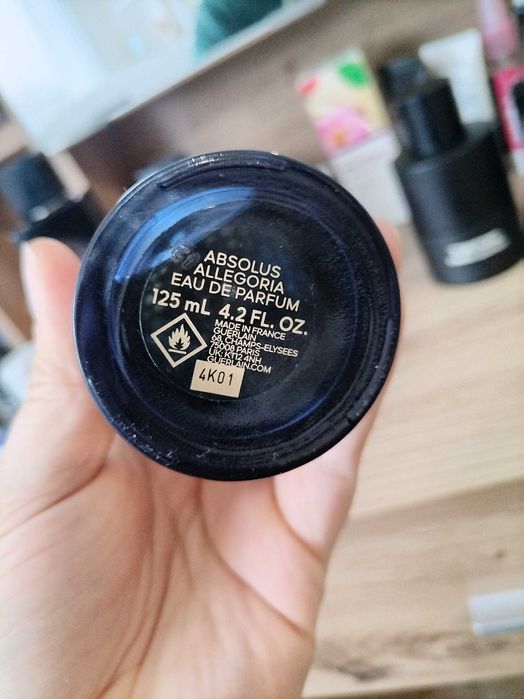 ABSOLUS
ALLEGORIA
EAU DE PARFUM
125 mL 4.2 FL. OZ.
MADE IN FRANCE
GUERLAIN
68, CHAMPS-ELYSEES
75008 PARIS
UK: KT12 4NH
GUERLAIN.COM
4K01